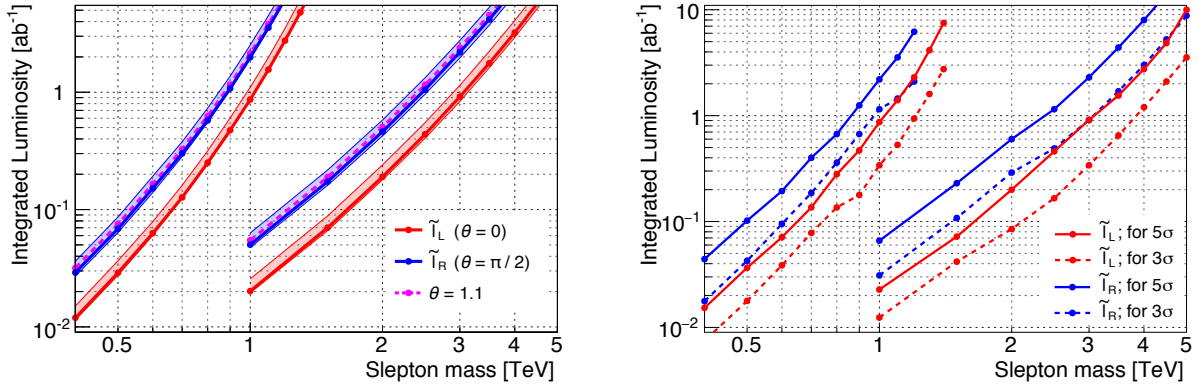 Integrated Luminosity [ab⁻¹]
1
10⁻¹
10⁻²
0.5 1 2 3 4 5
Slepton mass [TeV]
l̃L (θ = 0)
l̃R (θ = π / 2)
θ = 1.1
Integrated Luminosity [ab⁻¹]
10
1
10⁻¹
10⁻²
0.5 1 2 3 4 5
Slepton mass [TeV]
l̃L; for 5σ
l̃L; for 3σ
l̃R; for 5σ
l̃R; for 3σ